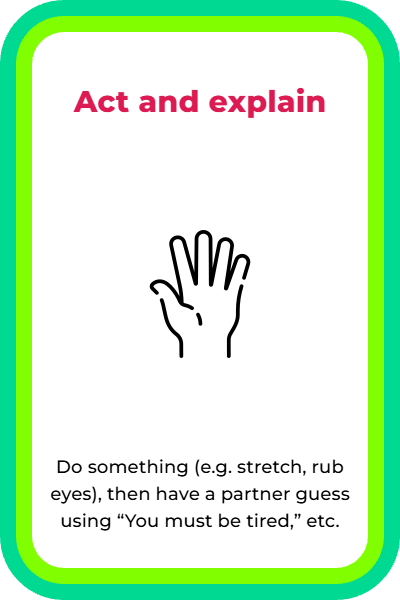 Act and explain
Do something (e.g. stretch, rub
eyes), then have a partner guess
using “You must be tired,” etc.